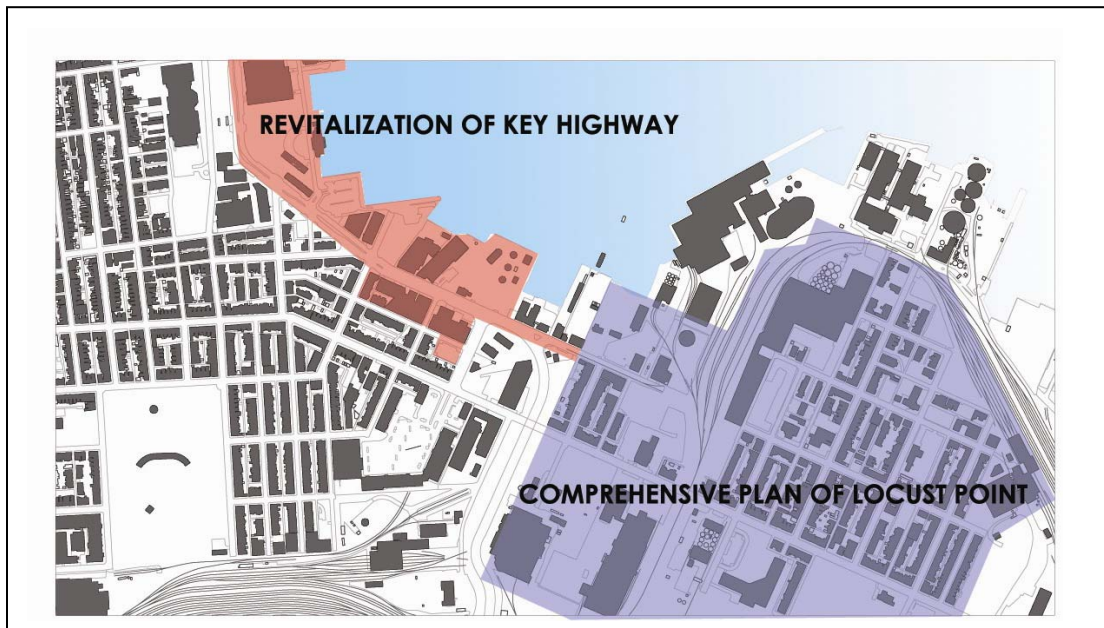 REVITALIZATION OF KEY HIGHWAY
COMPREHENSIVE PLAN OF LOCUST POINT